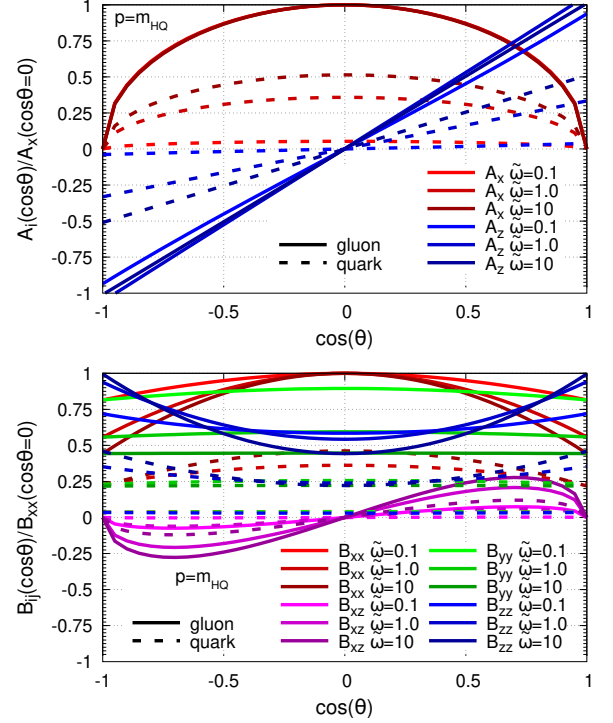 1
0.75
0.5
0.25
0
-0.25
-0.5
-0.75
-1
A_i(cosθ)/A_x(cosθ=0)
p=m_HQ
gluon
quark
A_x ω̃=0.1
A_x ω̃=1.0
A_x ω̃=10
A_z ω̃=0.1
A_z ω̃=1.0
A_z ω̃=10
-1 -0.5 0 0.5 1
cos(θ)
1
0.75
0.5
0.25
0
-0.25
-0.5
-0.75
-1
B_ij(cosθ)/B_xx(cosθ=0)
p=m_HQ
gluon
quark
B_xx ω̃=0.1
B_xx ω̃=1.0
B_xx ω̃=10
B_xz ω̃=0.1
B_xz ω̃=1.0
B_xz ω̃=10
B_yy ω̃=0.1
B_yy ω̃=1.0
B_yy ω̃=10
B_zz ω̃=0.1
B_zz ω̃=1.0
B_zz ω̃=10
-1 -0.5 0 0.5 1
cos(θ)